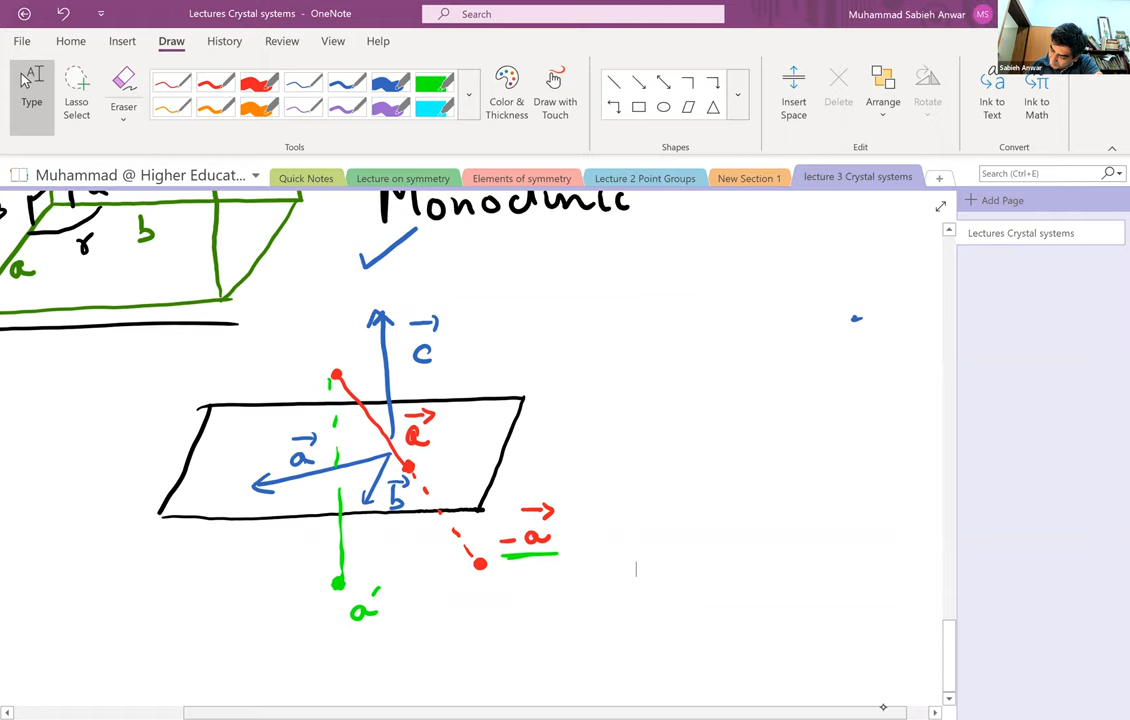 Lectures Crystal systems - OneNote
Search
Muhammad Sabieh Anwar
MS
File
Home
Insert
Draw
History
Review
View
Help
Type
Lasso Select
Eraser
Color & Thickness
Draw with Touch
Insert Space
Delete
Arrange
Rotate
Ink to Text
Ink to Math
Tools
Shapes
Edit
Convert
Sabieh Anwar
Muhammad @ Higher Educat...
Quick Notes
Lecture on symmetry
Elements of symmetry
Lecture 2 Point Groups
New Section 1
lecture 3 Crystal systems
Search (Ctrl+E)
Add Page
Lectures Crystal systems
Monoclinic
b
r
a
c
a
a
b
-a
a'